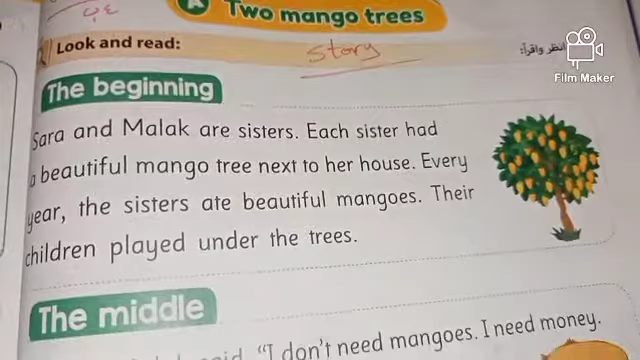 Two mango trees
Look and read:
story
انظر واقرأ:
Film Maker
The beginning
Sara and Malak are sisters. Each sister had
a beautiful mango tree next to her house. Every
year, the sisters ate beautiful mangoes. Their
children played under the trees.
The middle
said, "I don't need mangoes. I need money.